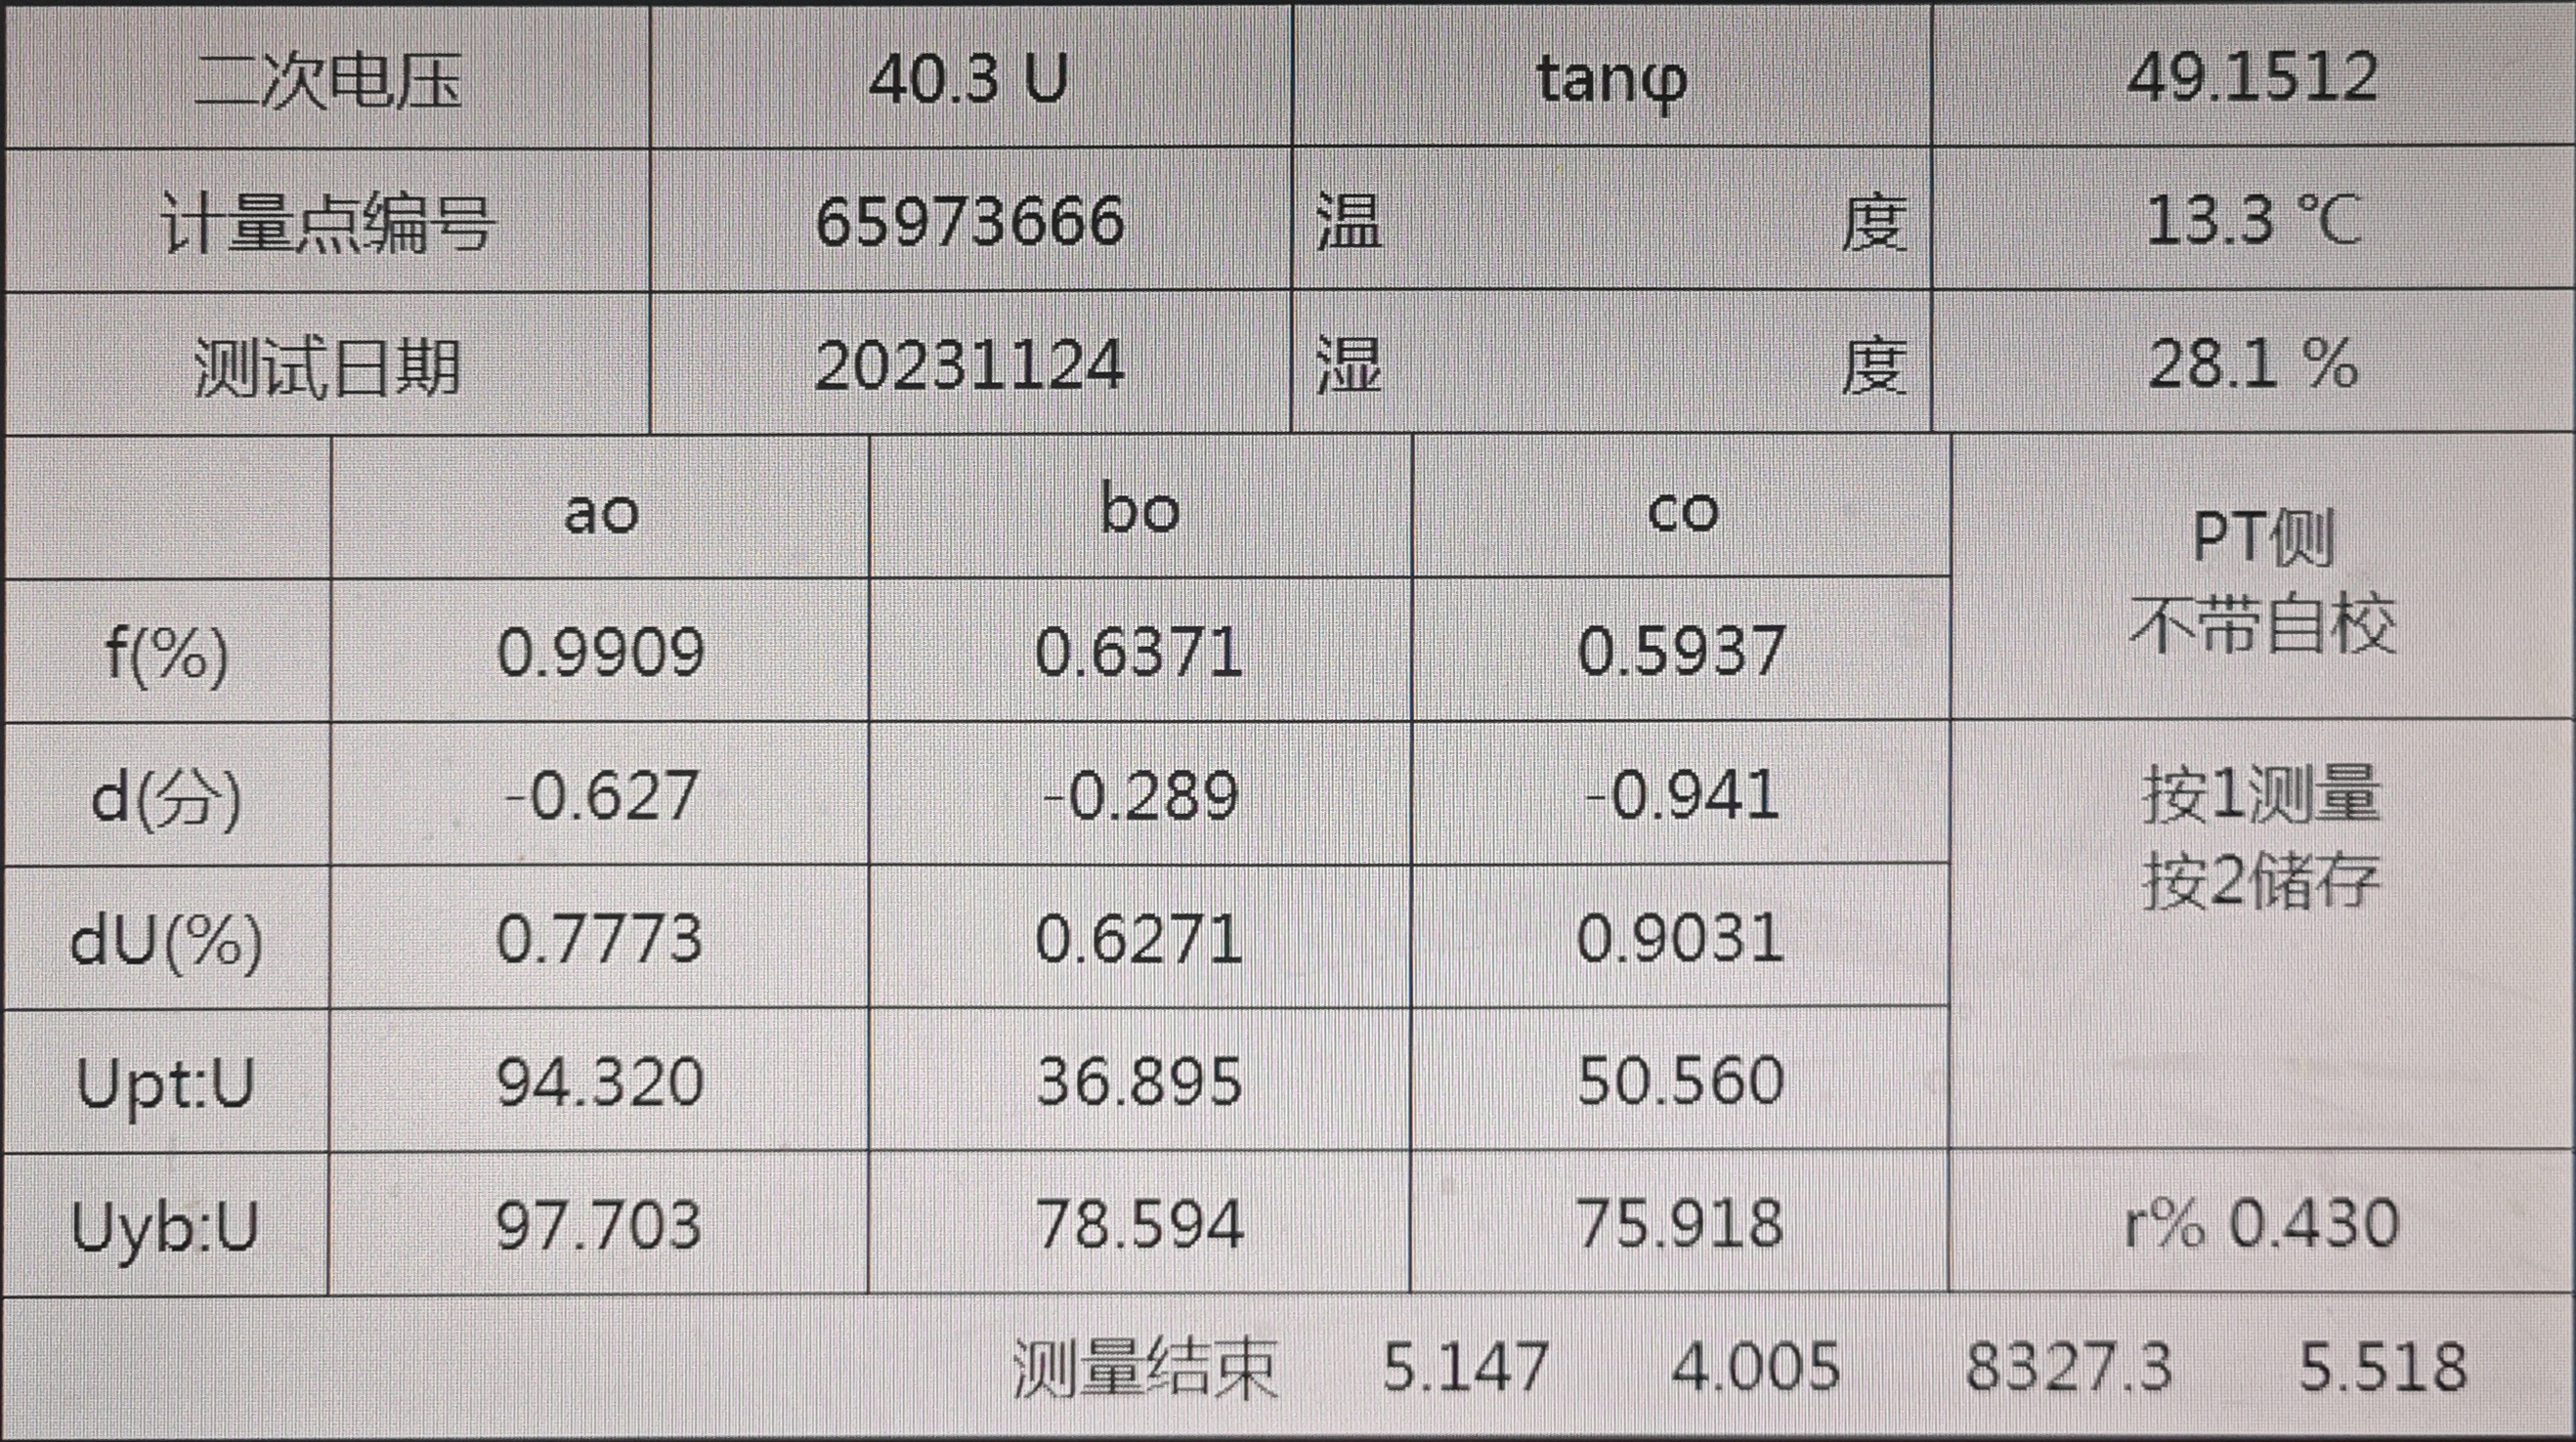 二次电压 40.3 U tanφ 49.1512
计量点编号 65973666 温 度 13.3 ℃
测试日期 20231124 湿 度 28.1 %
ao bo co PT侧
不带自校
f(%) 0.9909 0.6371 0.5937
d(分) -0.627 -0.289 -0.941 按1测量
按2储存
dU(%) 0.7773 0.6271 0.9031
Upt:U 94.320 36.895 50.560
Uyb:U 97.703 78.594 75.918 r% 0.430
测量结束 5.147 4.005 8327.3 5.518